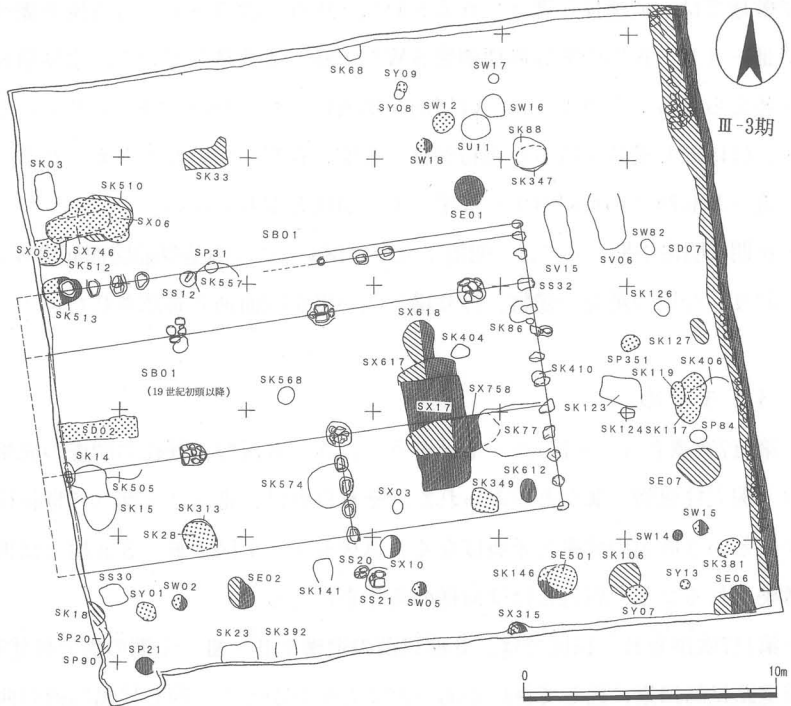 SK68
SW17
SY09
SY08
SW12
SW16
SU11
SK88
SW18
SK347
III-3期
SK33
SK03
SK510
SX06
SE01
SX746
SK512
SB01
SP31
SV15
SV06
SW82
SD07
SS12
SK557
SK513
SS32
SK126
SX618
SK86
SK404
SK127
SX617
SP351
SB01
(19世紀初頭以降)
SK568
SX758
SK410
SK119
SK406
SX17
SK123
SD02
SK124
SK117
SK77
SP84
SK14
SK505
SK574
SK612
SE07
SK15
SX03
SK349
SK313
SK28
SW15
SW14
SX10
SS20
SE501
SK106
SK381
SK141
SK146
SY13
SE06
SS30
SW02
SE02
SY01
SS21
SW05
SY07
SK18
SX315
SP20
SK23
SK392
SP90
SP21
0
10m